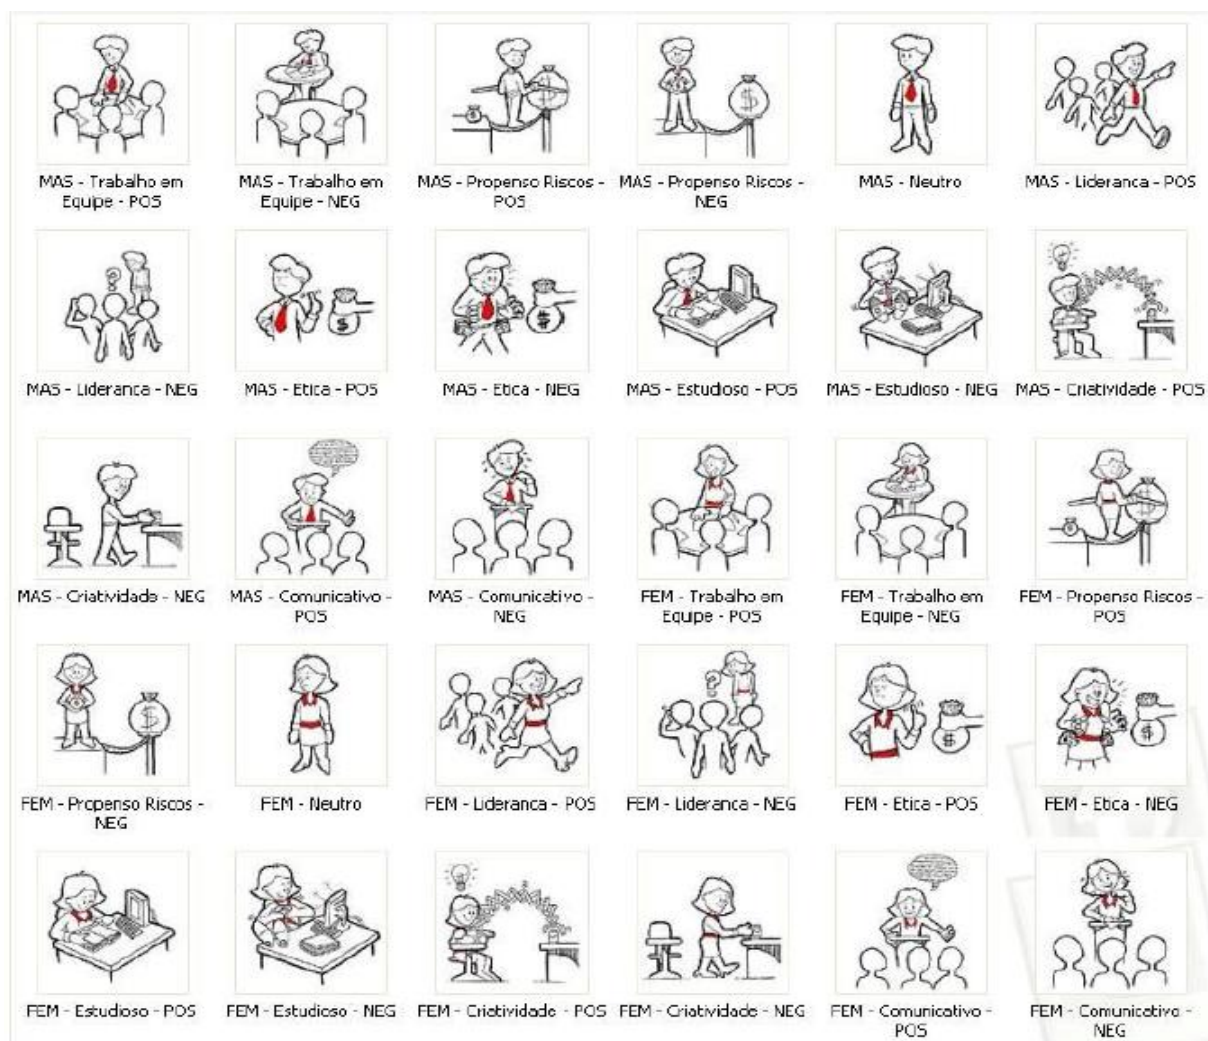 MAS - Trabalho em
Equipe - POS
MAS - Trabalho em
Equipe - NEG
MAS - Propenso Riscos -
POS
MAS - Propenso Riscos -
NEG
MAS - Neutro
MAS - Lideranca - POS
MAS - Lideranca - NEG
MAS - Etica - POS
MAS - Etica - NEG
MAS - Estudioso - POS
MAS - Estudioso - NEG
MAS - Criatividade - POS
MAS - Criatividade - NEG
MAS - Comunicativo -
POS
MAS - Comunicativo -
NEG
FEM - Trabalho em
Equipe - POS
FEM - Trabalho em
Equipe - NEG
FEM - Propenso Riscos -
POS
FEM - Propenso Riscos -
NEG
FEM - Neutro
FEM - Lideranca - POS
FEM - Lideranca - NEG
FEM - Etica - POS
FEM - Etica - NEG
FEM - Estudioso - POS
FEM - Estudioso - NEG
FEM - Criatividade - POS
FEM - Criatividade - NEG
FEM - Comunicativo -
POS
FEM - Comunicativo -
NEG